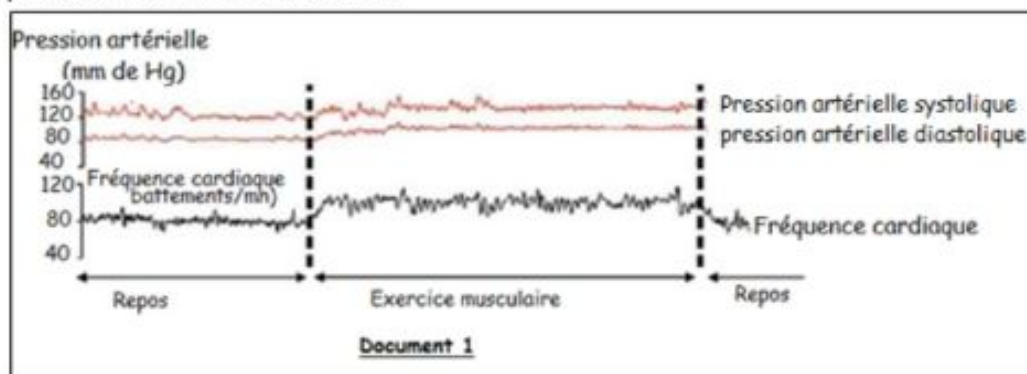 Pression artérielle
(mm de Hg)
160
120
80
40
Pression artérielle systolique
pression artérielle diastolique
120
80
40
Fréquence cardiaque
battements/mn)
Fréquence cardiaque
Repos
Exercice musculaire
Repos
Document 1